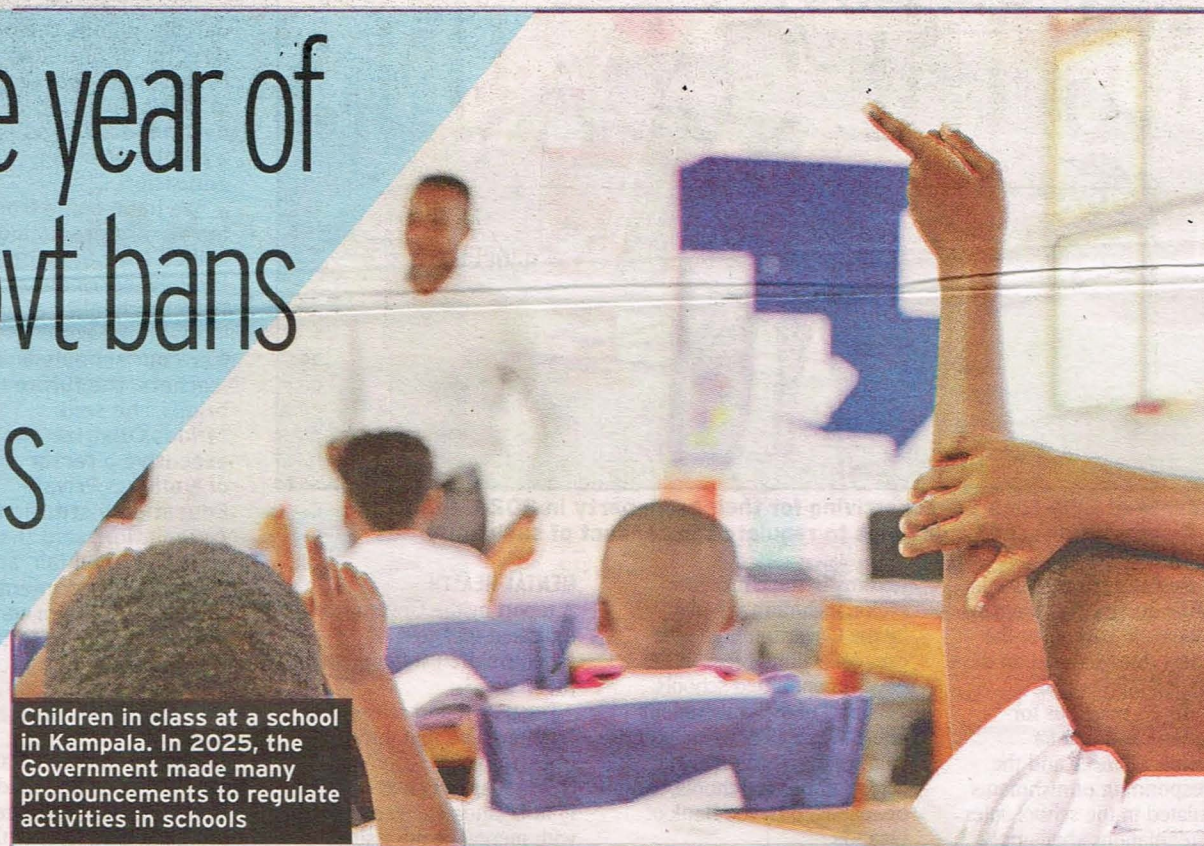 e year of
ovt bans
s
Children in class at a school
in Kampala. In 2025, the
Government made many
pronouncements to regulate
activities in schools